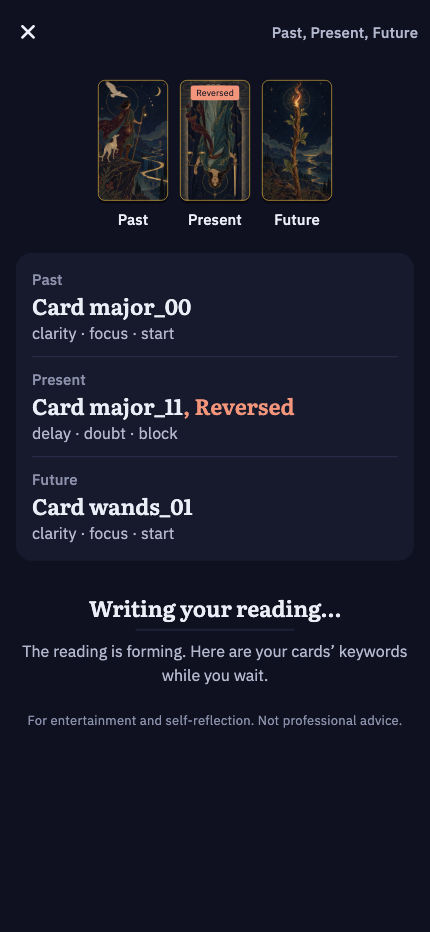 Past, Present, Future
Reversed
Past
Present
Future
Past
Card major_00
clarity · focus · start
Present
Card major_11, Reversed
delay · doubt · block
Future
Card wands_01
clarity · focus · start
Writing your reading…
The reading is forming. Here are your cards’ keywords
while you wait.
For entertainment and self-reflection. Not professional advice.